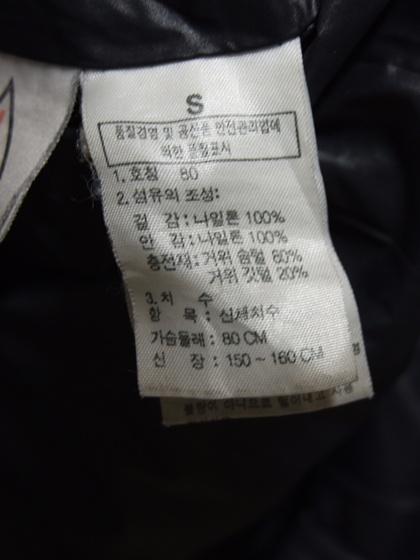 S
품질경영 및 공산품 안전관리법에
의한 품질표시
1. 호칭 80
2. 섬유의 조성:
겉 감 : 나일론 100%
안 감 : 나일론 100%
충전재 : 거위 솜털 80%
거위 깃털 20%
3. 치 수
항 목 : 신체치수
가슴둘레 : 80 CM
신 장 : 150 ~ 160 CM